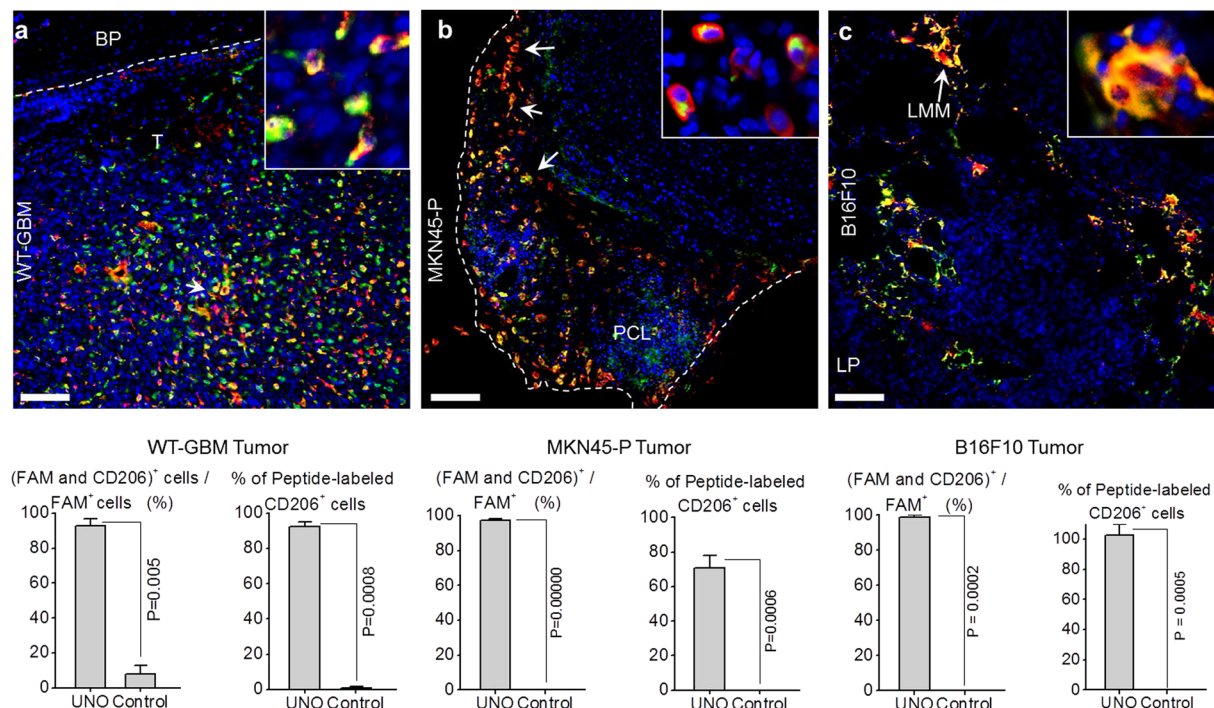 a
BP
T
WT-GBM
b
MKN45-P
PCL
c
LMM
B16F10
LP
WT-GBM Tumor
(FAM and CD206)⁺ cells /
FAM⁺ cells (%)
100
80
60
40
20
0
P=0.005
UNO Control
% of Peptide-labeled
CD206⁺ cells
100
80
60
40
20
0
P=0.0008
UNO Control
MKN45-P Tumor
(FAM and CD206)⁺ /
FAM⁺ (%)
100
80
60
40
20
0
P=0.00000
UNO Control
% of Peptide-labeled
CD206⁺ cells
100
80
60
40
20
0
P=0.0006
UNO Control
B16F10 Tumor
(FAM and CD206)⁺ /
FAM⁺ (%)
100
80
60
40
20
0
P = 0.0002
UNO Control
% of Peptide-labeled
CD206⁺ cells
100
80
60
40
20
0
P = 0.0005
UNO Control